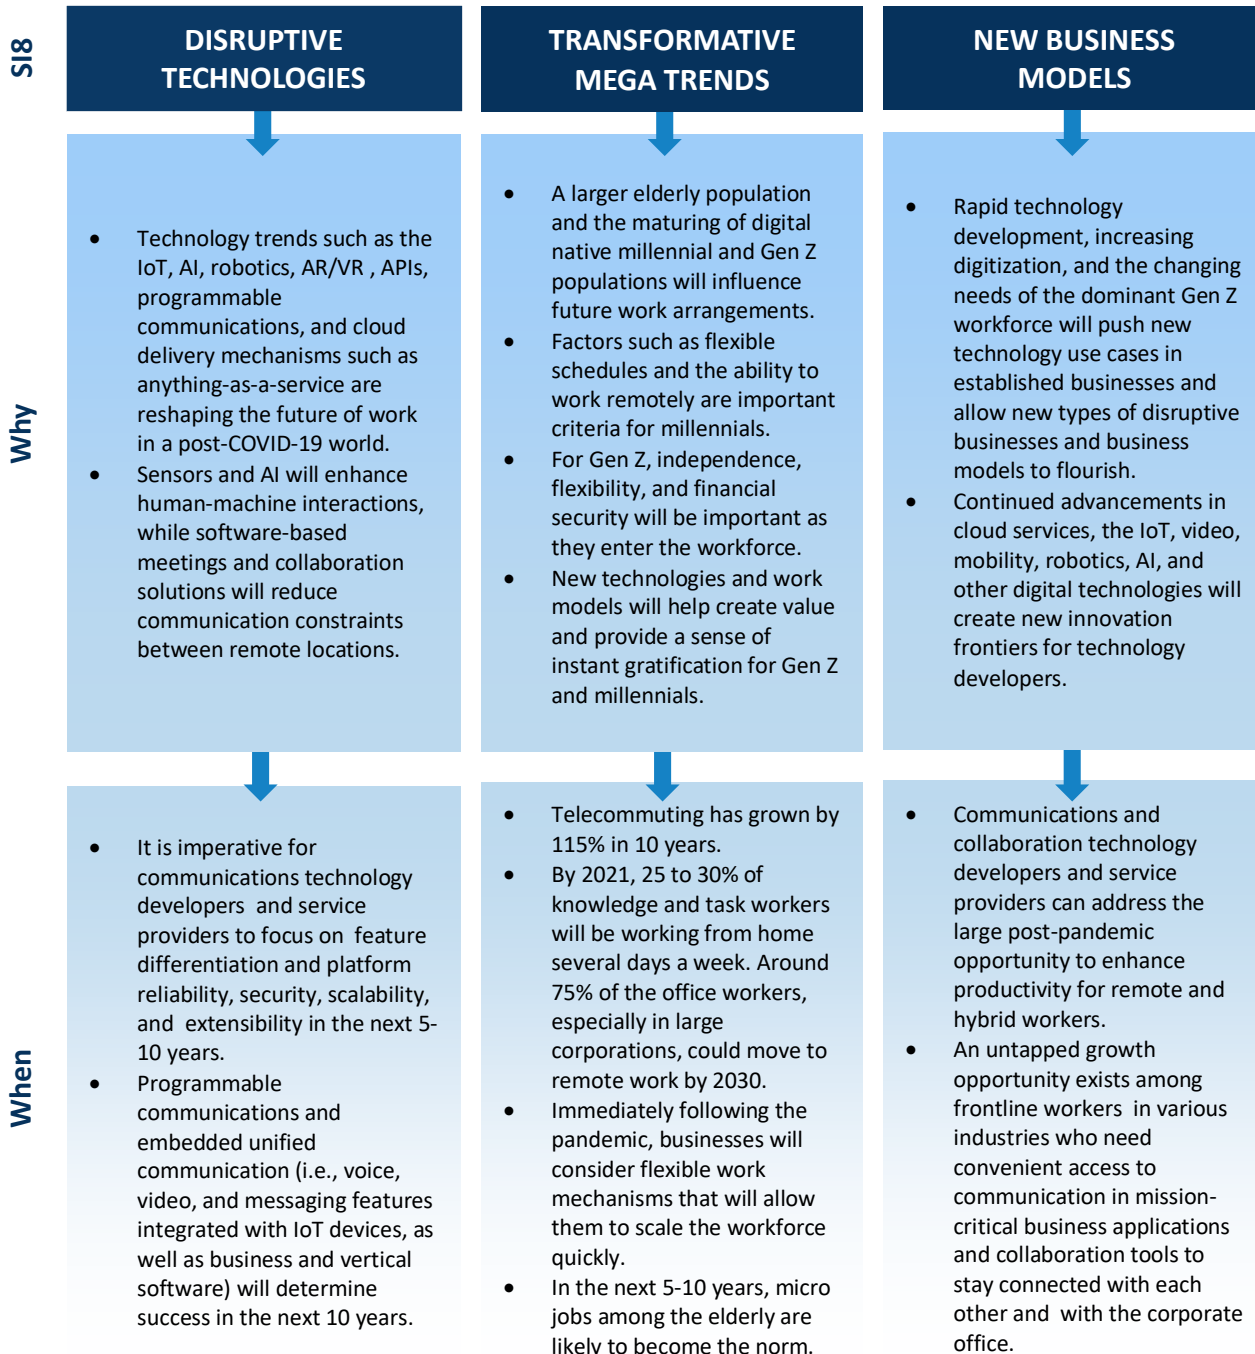 SI8
DISRUPTIVE
TECHNOLOGIES
TRANSFORMATIVE
MEGA TRENDS
NEW BUSINESS
MODELS
Why
• Technology trends such as the
IoT, AI, robotics, AR/VR , APIs,
programmable
communications, and cloud
delivery mechanisms such as
anything-as-a-service are
reshaping the future of work
in a post-COVID-19 world.
• Sensors and AI will enhance
human-machine interactions,
while software-based
meetings and collaboration
solutions will reduce
communication constraints
between remote locations.
• A larger elderly population
and the maturing of digital
native millennial and Gen Z
populations will influence
future work arrangements.
• Factors such as flexible
schedules and the ability to
work remotely are important
criteria for millennials.
• For Gen Z, independence,
flexibility, and financial
security will be important as
they enter the workforce.
• New technologies and work
models will help create value
and provide a sense of
instant gratification for Gen Z
and millennials.
• Rapid technology
development, increasing
digitization, and the changing
needs of the dominant Gen Z
workforce will push new
technology use cases in
established businesses and
allow new types of disruptive
businesses and business
models to flourish.
• Continued advancements in
cloud services, the IoT, video,
mobility, robotics, AI, and
other digital technologies will
create new innovation
frontiers for technology
developers.
When
• It is imperative for
communications technology
developers and service
providers to focus on feature
differentiation and platform
reliability, security, scalability,
and extensibility in the next 5-
10 years.
• Programmable
communications and
embedded unified
communication (i.e., voice,
video, and messaging features
integrated with IoT devices, as
well as business and vertical
software) will determine
success in the next 10 years.
• Telecommuting has grown by
115% in 10 years.
• By 2021, 25 to 30% of
knowledge and task workers
will be working from home
several days a week. Around
75% of the office workers,
especially in large
corporations, could move to
remote work by 2030.
• Immediately following the
pandemic, businesses will
consider flexible work
mechanisms that will allow
them to scale the workforce
quickly.
• In the next 5-10 years, micro
jobs among the elderly are
likely to become the norm.
• Communications and
collaboration technology
developers and service
providers can address the
large post-pandemic
opportunity to enhance
productivity for remote and
hybrid workers.
• An untapped growth
opportunity exists among
frontline workers in various
industries who need
convenient access to
communication in mission-
critical business applications
and collaboration tools to
stay connected with each
other and with the corporate
office.